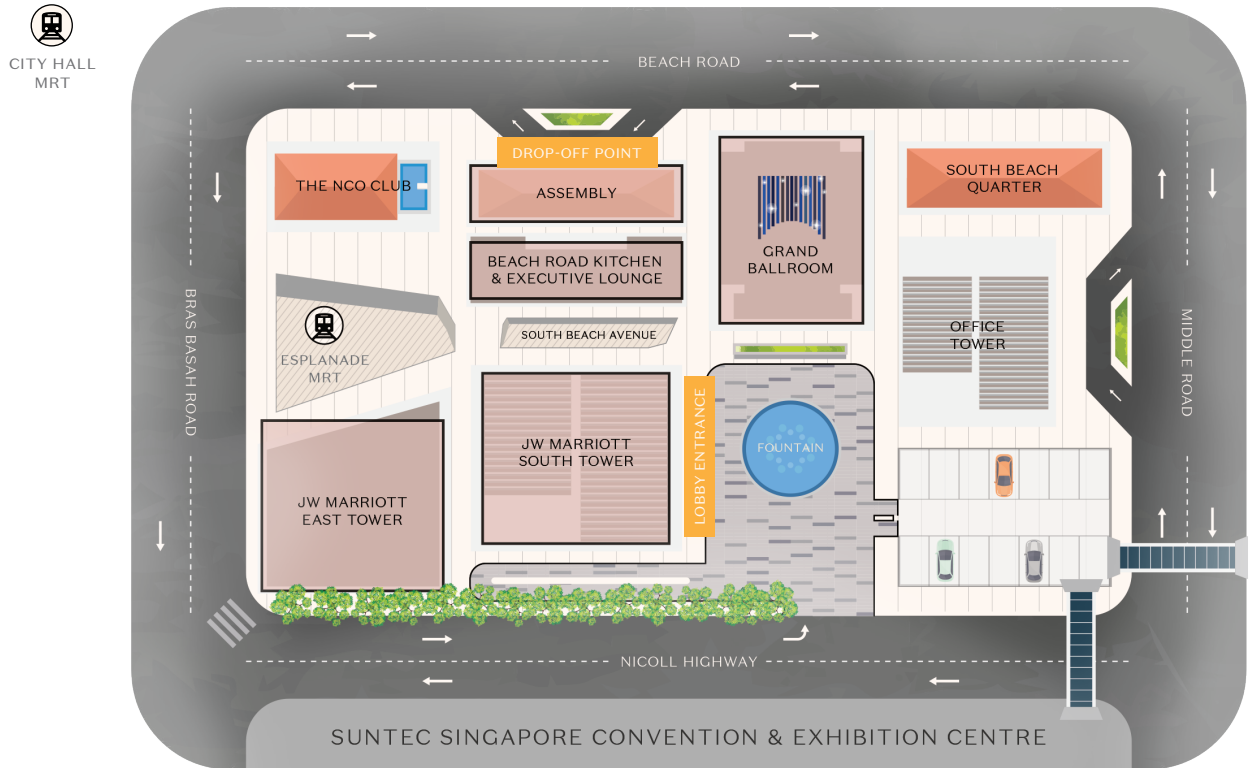 CITY HALL
MRT
BEACH ROAD
DROP-OFF POINT
THE NCO CLUB
ASSEMBLY
SOUTH BEACH
QUARTER
BEACH ROAD KITCHEN
& EXECUTIVE LOUNGE
GRAND
BALLROOM
SOUTH BEACH AVENUE
OFFICE
TOWER
ESPLANADE
MRT
BRAS BASAH ROAD
MIDDLE ROAD
JW MARRIOTT
SOUTH TOWER
LOBBY ENTRANCE
FOUNTAIN
JW MARRIOTT
EAST TOWER
NICOLL HIGHWAY
SUNTEC SINGAPORE CONVENTION & EXHIBITION CENTRE